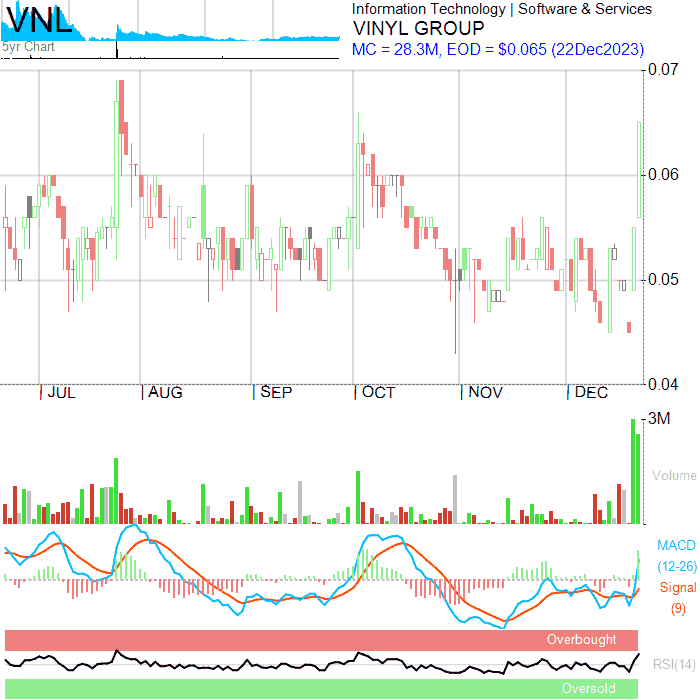 VNL
5yr Chart
Information Technology | Software & Services
VINYL GROUP
MC = 28.3M, EOD = $0.065 (22Dec2023)
0.07
0.06
0.05
0.04
JUL
AUG
SEP
OCT
NOV
DEC
3M
Volume
MACD
(12-26)
Signal
(9)
Overbought
RSI(14)
Oversold